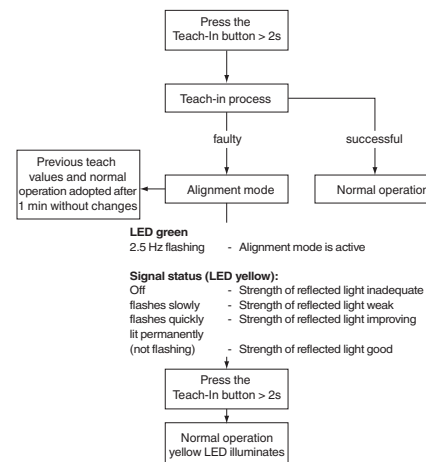 Press the
Teach-In button > 2s
Teach-in process
faulty
successful
Previous teach
values and normal
operation adopted after
1 min without changes
Alignment mode
Normal operation
LED green
2.5 Hz flashing - Alignment mode is active
Signal status (LED yellow):
Off - Strength of reflected light inadequate
flashes slowly - Strength of reflected light weak
flashes quickly - Strength of reflected light improving
lit permanently
(not flashing) - Strength of reflected light good
Press the
Teach-In button > 2s
Normal operation
yellow LED illuminates